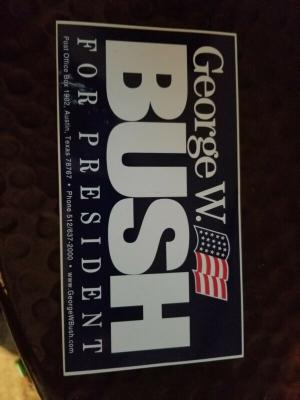 George W.
BUSH
FOR PRESIDENT
Post Office Box 1902, Austin, Texas 78767 • Phone 512/637-2000 • www.GeorgeWBush.com